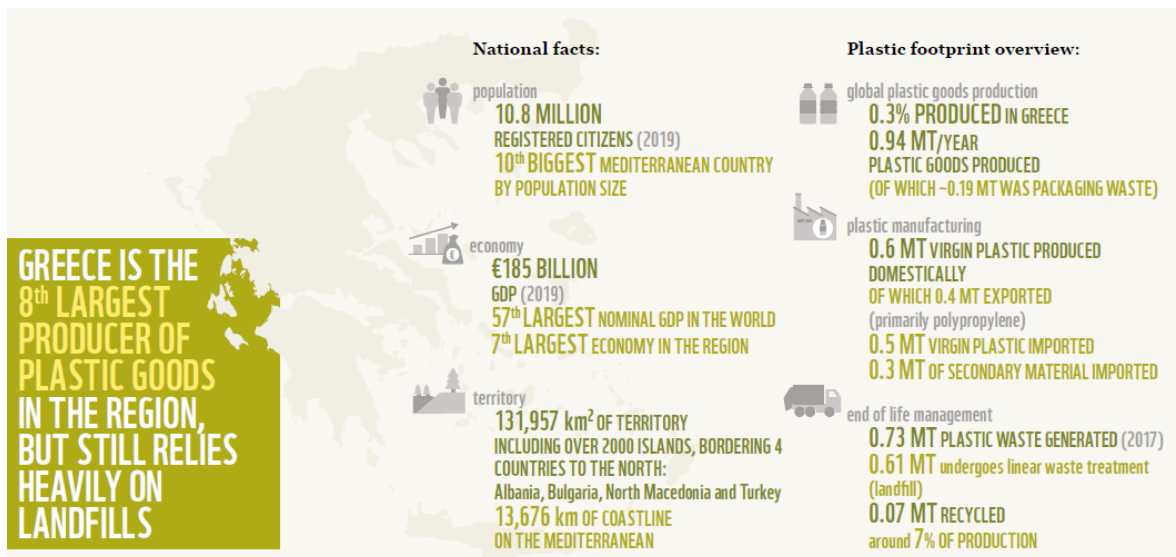 GREECE IS THE
8th LARGEST
PRODUCER OF
PLASTIC GOODS
IN THE REGION,
BUT STILL RELIES
HEAVILY ON
LANDFILLS
National facts:
population
10.8 MILLION
REGISTERED CITIZENS (2019)
10th BIGGEST MEDITERRANEAN COUNTRY
BY POPULATION SIZE
€
economy
€185 BILLION
GDP (2019)
57th LARGEST NOMINAL GDP IN THE WORLD
7th LARGEST ECONOMY IN THE REGION
territory
131,957 km² OF TERRITORY
INCLUDING OVER 2000 ISLANDS, BORDERING 4
COUNTRIES TO THE NORTH:
Albania, Bulgaria, North Macedonia and Turkey
13,676 km OF COASTLINE
ON THE MEDITERRANEAN
Plastic footprint overview:
global plastic goods production
0.3% PRODUCED IN GREECE
0.94 MT/YEAR
PLASTIC GOODS PRODUCED
(OF WHICH ~0.19 MT WAS PACKAGING WASTE)
plastic manufacturing
0.6 MT VIRGIN PLASTIC PRODUCED
DOMESTICALLY
OF WHICH 0.4 MT EXPORTED
(primarily polypropylene)
0.5 MT VIRGIN PLASTIC IMPORTED
0.3 MT OF SECONDARY MATERIAL IMPORTED
end of life management
0.73 MT PLASTIC WASTE GENERATED (2017)
0.61 MT undergoes linear waste treatment
(landfill)
0.07 MT RECYCLED
around 7% OF PRODUCTION